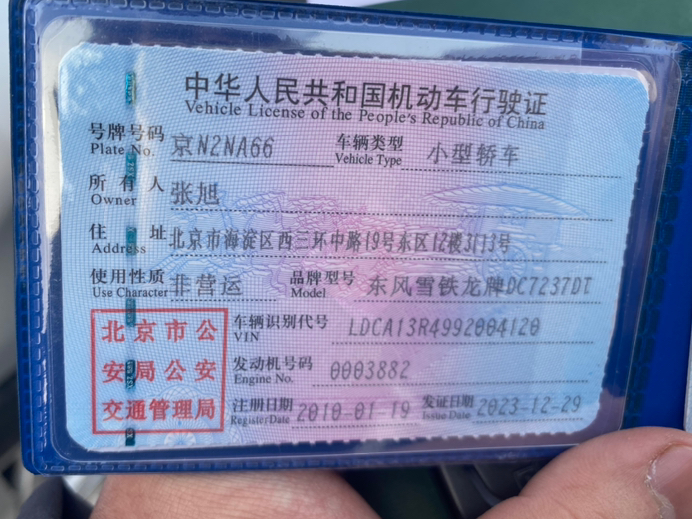 中华人民共和国机动车行驶证
Vehicle License of the People's Republic of China
号牌号码 京N2NA66 车辆类型 小型轿车
Plate No. Vehicle Type
所有人 张旭
Owner
住址 北京市海淀区西三环中路19号东区12楼3门3号
Address
使用性质 非营运 品牌型号 东风雪铁龙牌DC7237DT
Use Character Model
北京市公 车辆识别代号 LDCA13R4992004120
VIN
安局公安 发动机号码 0003882
Engine No.
交通管理局 注册日期 2010-01-19 发证日期 2023-12-29
Register Date Issue Date